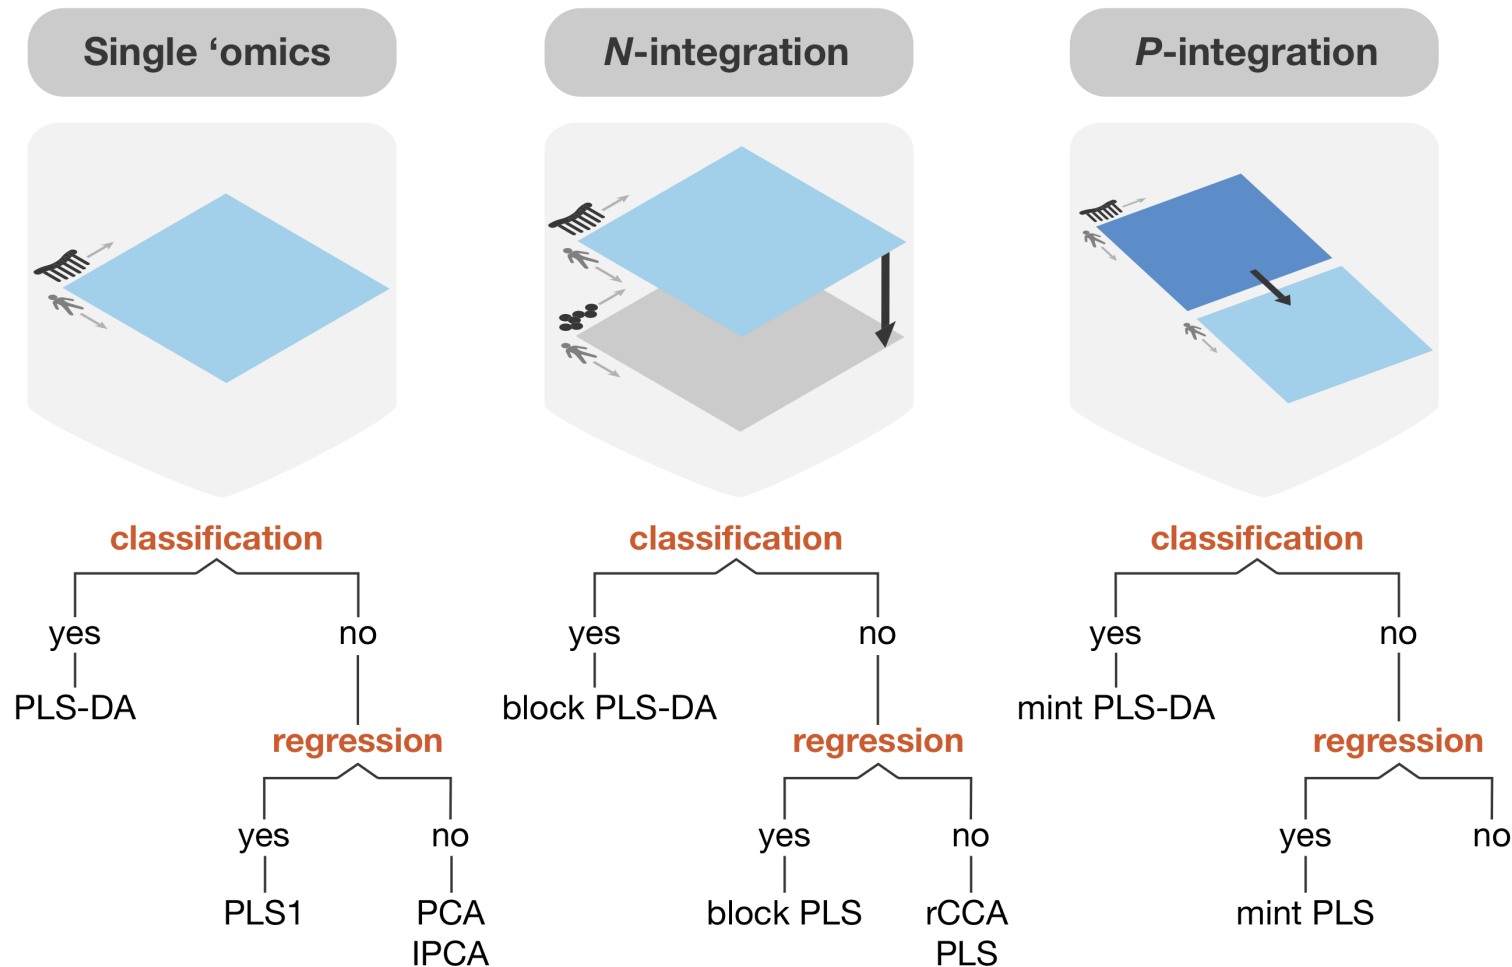 Single ‘omics
N-integration
P-integration
classification
classification
classification
yes
no
yes
no
yes
no
PLS-DA
block PLS-DA
mint PLS-DA
regression
regression
regression
yes
no
yes
no
yes
no
PLS1
PCA
IPCA
block PLS
rCCA
PLS
mint PLS